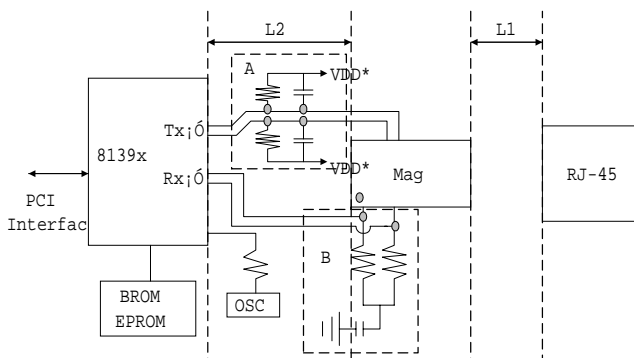 L2
L1
A
VDD*
Tx¡Ó
8139x
VDD*
Mag
RJ-45
Rx¡Ó
PCI
Interfac
B
BROM
EPROM
OSC